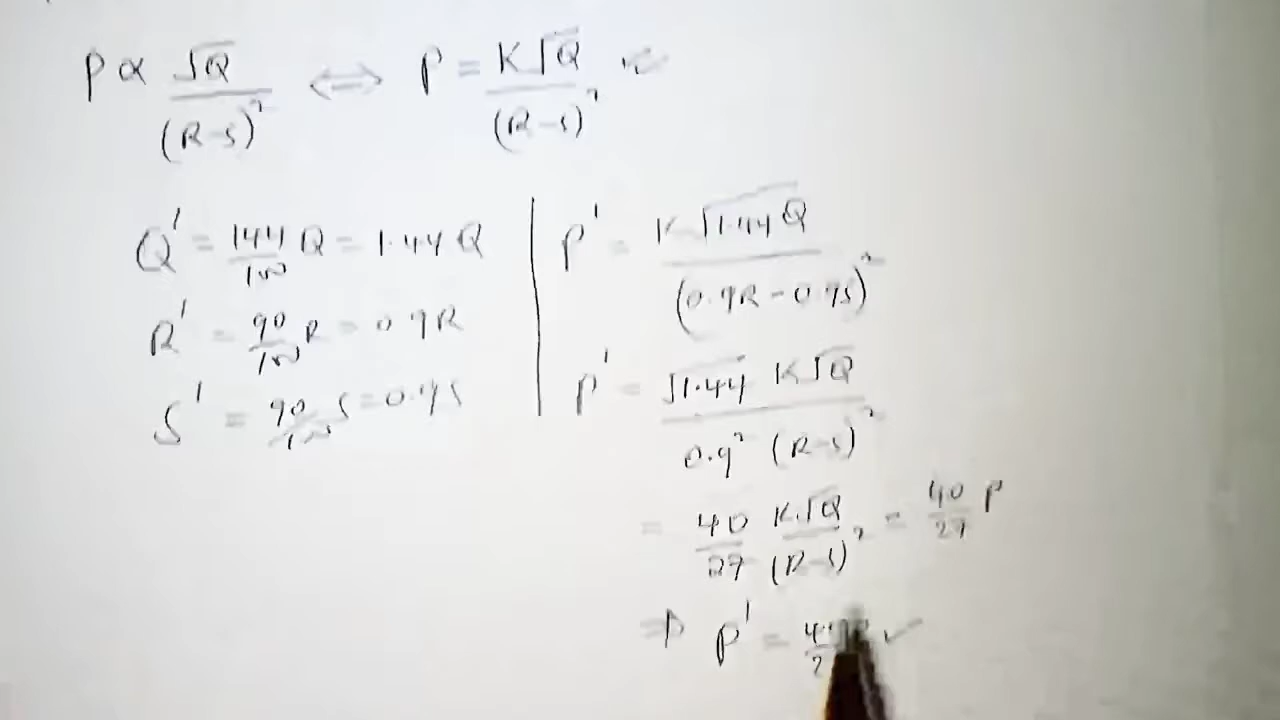 P ∝ √Q / (R-S)² ⇔ P = K√Q / (R-S)²
Q' = 144/100 Q = 1.44Q
R' = 90/100 R = 0.9R
S' = 90/100 S = 0.9S
P' = K√1.44Q / (0.9R - 0.9S)²
P' = √1.44 K√Q / 0.9² (R-S)²
= 40/27 K√Q / (R-S)² = 40/27 P
⇒ P' =